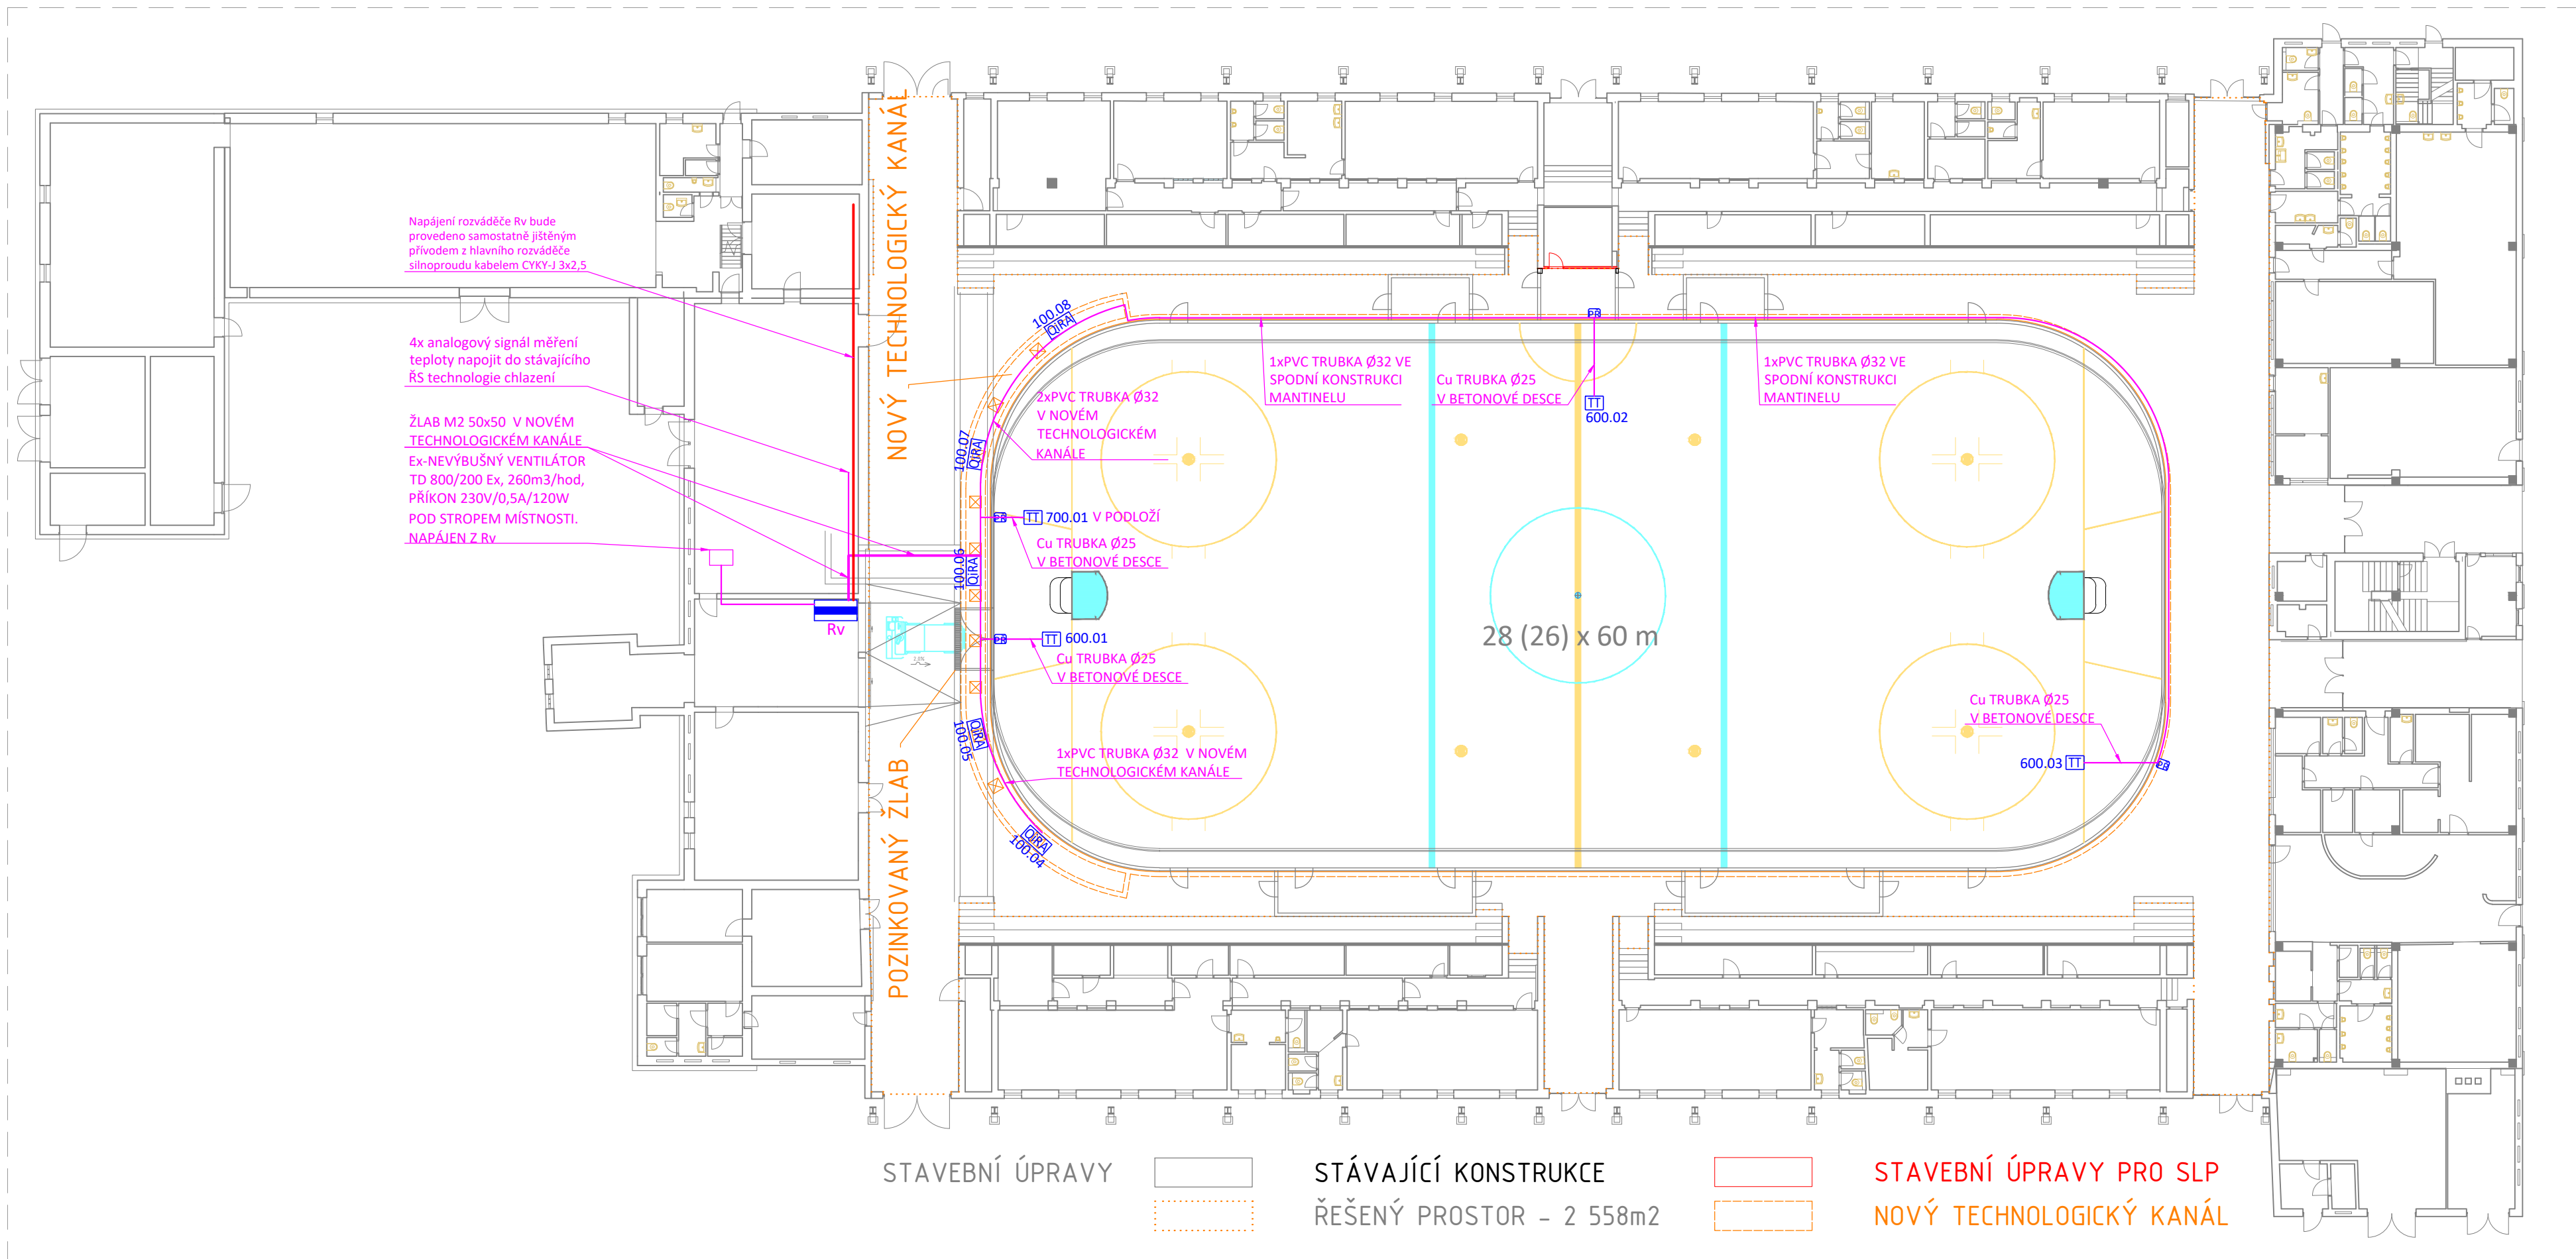 Napájení rozváděče Rv bude
provedeno samostatně jištěným
přívodem z hlavního rozváděče
silnoproudu kabelem CYKY-J 3x2,5
4x analogový signál měření
teploty napojit do stávajícího
ŘS technologie chlazení
ŽLAB M2 50x50 V NOVÉM
TECHNOLOGICKÉM KANÁLE
Ex-NEVÝBUŠNÝ VENTILÁTOR
TD 800/200 Ex, 260m3/hod,
PŘÍKON 230V/0,5A/120W
POD STROPEM MÍSTNOSTI.
NAPÁJEN Z Rv
Rv
NOVÝ TECHNOLOGICKÝ KANÁL
POZINKOVANÝ ŽLAB
100.08
QIRA
100.07
QIRA
100.06
QIRA
100.05
QIRA
100.04
QIRA
2xPVC TRUBKA Ø32
V NOVÉM
TECHNOLOGICKÉM
KANÁLE
PR TT 700.01 V PODLOŽÍ
Cu TRUBKA Ø25
V BETONOVÉ DESCE
PR TT 600.01
Cu TRUBKA Ø25
V BETONOVÉ DESCE
1xPVC TRUBKA Ø32 V NOVÉM
TECHNOLOGICKÉM KANÁLE
1xPVC TRUBKA Ø32 VE
SPODNÍ KONSTRUKCI
MANTINELU
Cu TRUBKA Ø25
V BETONOVÉ DESCE
PR
TT
600.02
1xPVC TRUBKA Ø32 VE
SPODNÍ KONSTRUKCI
MANTINELU
28 (26) x 60 m
Cu TRUBKA Ø25
V BETONOVÉ DESCE
600.03 TT
PR
STAVEBNÍ ÚPRAVY
STÁVAJÍCÍ KONSTRUKCE
STAVEBNÍ ÚPRAVY PRO SLP
ŘEŠENÝ PROSTOR - 2 558m2
NOVÝ TECHNOLOGICKÝ KANÁL